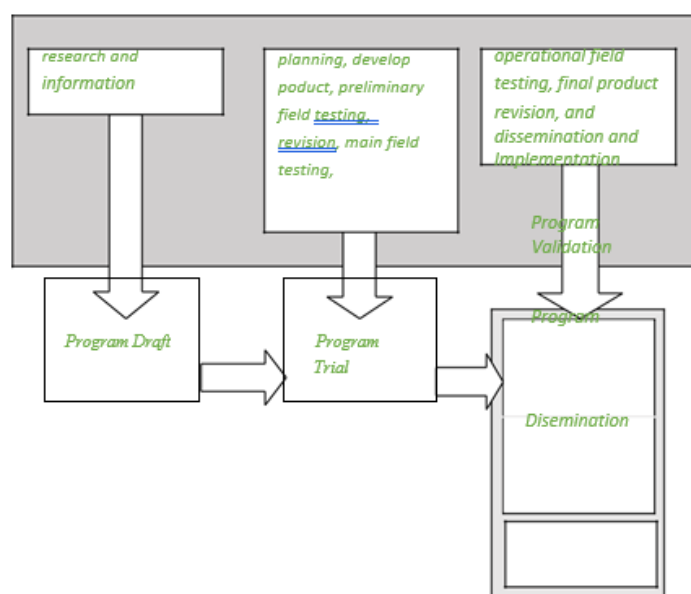 research and
information
planning, develop
poduct, preliminary
field testing,
revision, main field
testing,
operational field
testing, final product
revision, and
dissemination and
Implementation
Program
Validation
Program Draft
Program
Trial
Program
Disemination